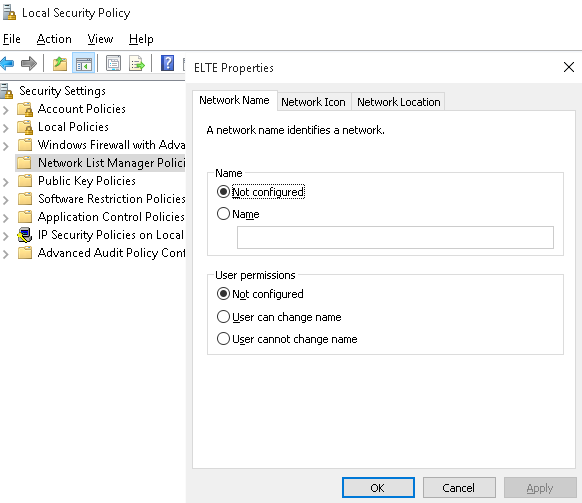 Local Security Policy
File Action View Help
Security Settings
Account Policies
Local Policies
Windows Firewall with Adva
Network List Manager Polici
Public Key Policies
Software Restriction Policies
Application Control Policies
IP Security Policies on Local
Advanced Audit Policy Conf
ELTE Properties
Network Name Network Icon Network Location
A network name identifies a network.
Name
Not configured
Name
User permissions
Not configured
User can change name
User cannot change name
OK Cancel Apply